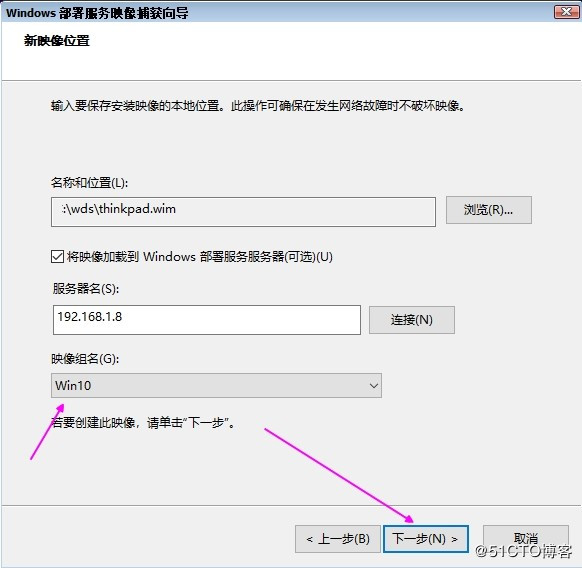 Windows 部署服务映像捕获向导
新映像位置
输入要保存安装映像的本地位置。此操作可确保在发生网络故障时不破坏映像。
名称和位置(L):
:\wds\thinkpad.wim
浏览(R)...
将映像加载到 Windows 部署服务服务器(可选)(U)
服务器名(S):
192.168.1.8
连接(N)
映像组名(G):
Win10
若要创建此映像，请单击“下一步”。
< 上一步(B)
下一步(N) >
取消
@51CTO博客